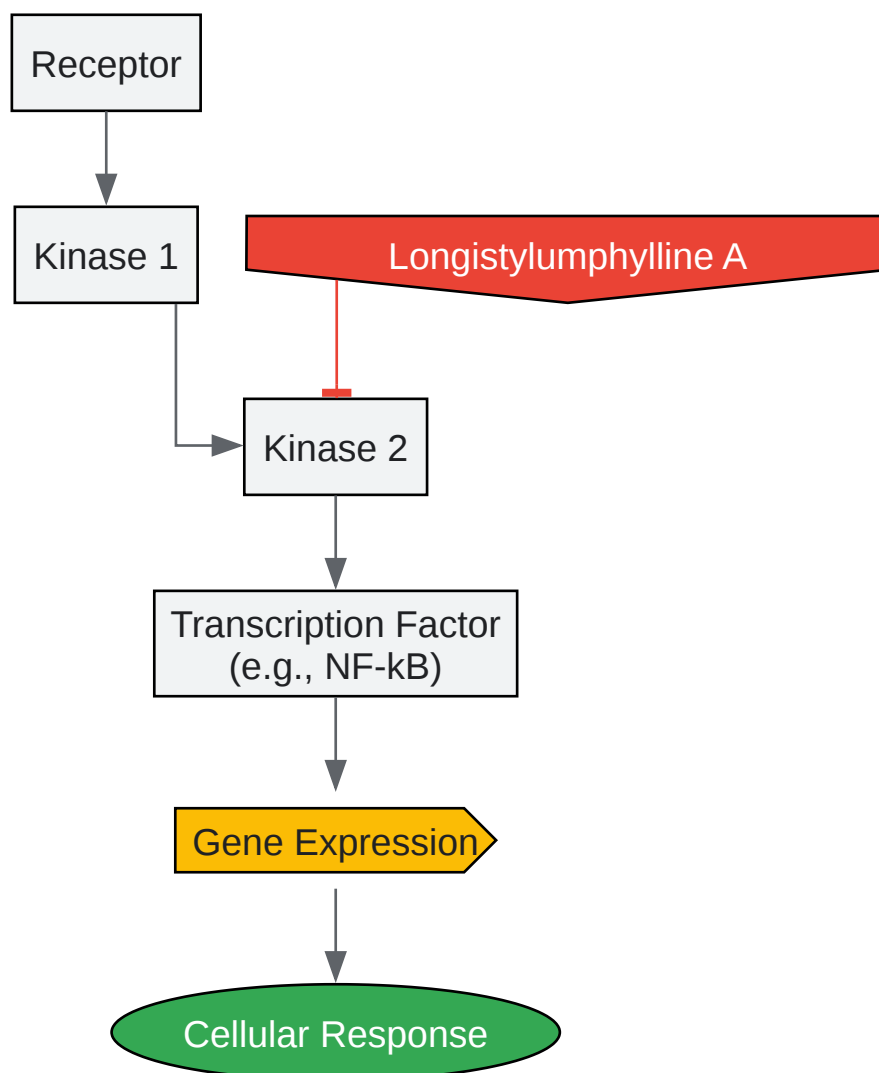 Receptor
Kinase 1
Longistylumphylline A
Kinase 2
Transcription Factor
(e.g., NF-kB)
Gene Expression
Cellular Response